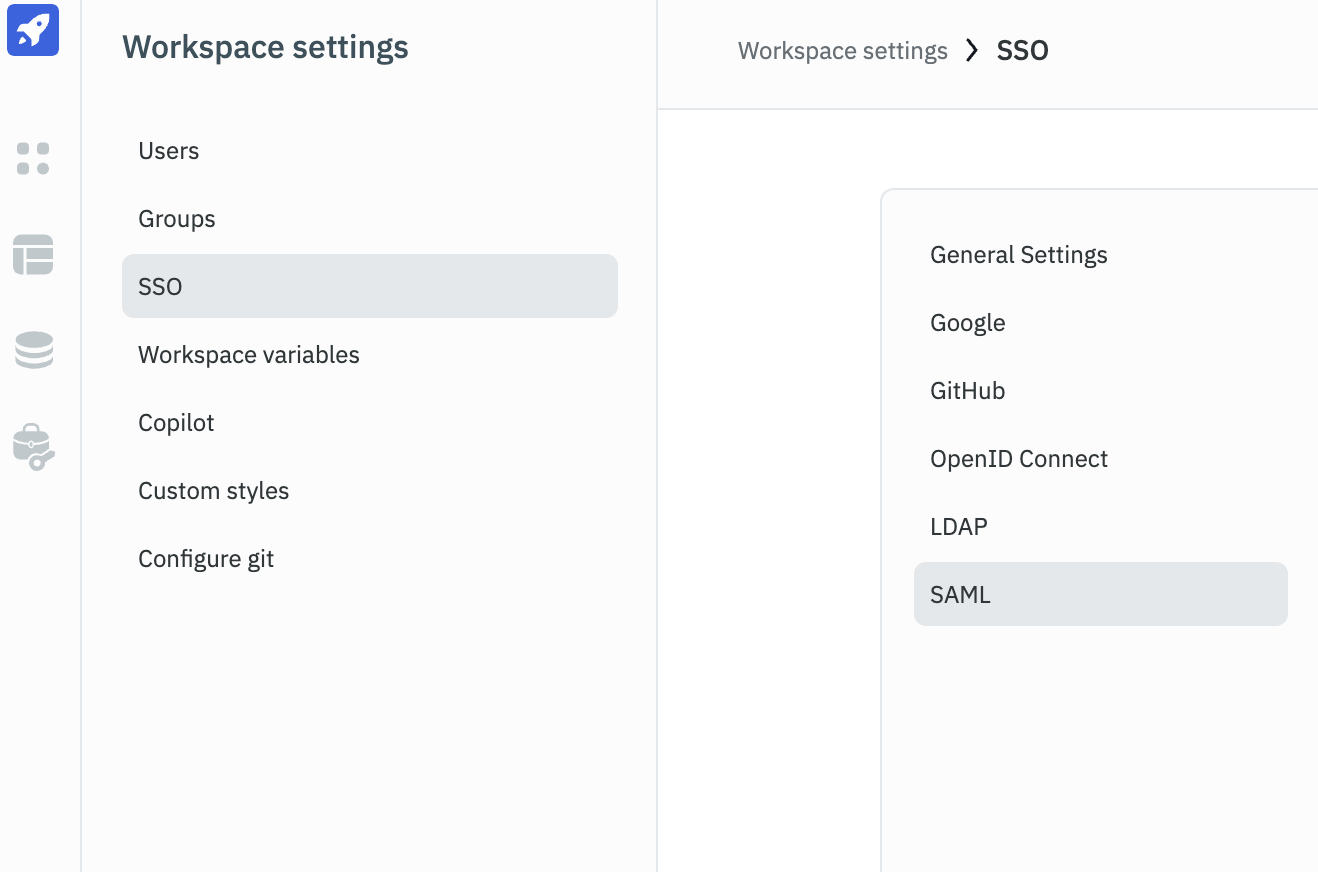 Workspace settings
Users
Groups
SSO
Workspace variables
Copilot
Custom styles
Configure git
Workspace settings > SSO
General Settings
Google
GitHub
OpenID Connect
LDAP
SAML